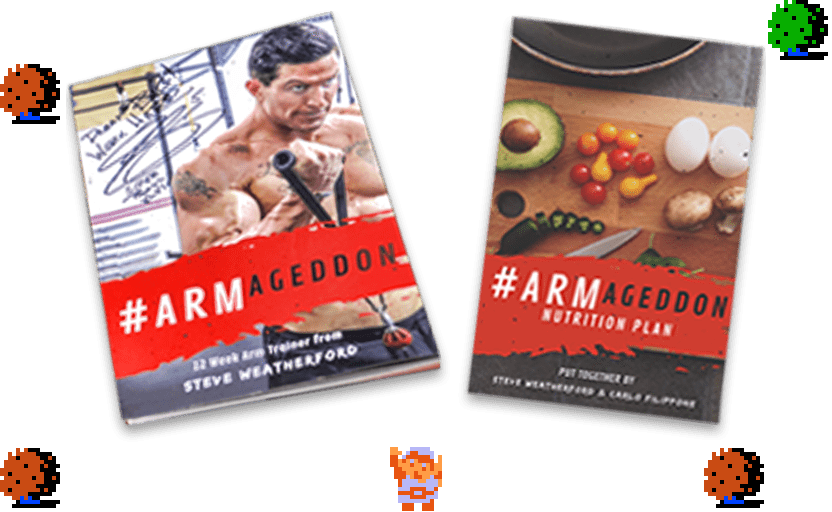 #ARMAGEDDON
12 Week Arm Trainer from
STEVE WEATHERFORD
#ARMAGEDDON
NUTRITION PLAN
PUT TOGETHER BY
STEVE WEATHERFORD & CARLO FILIPPONE